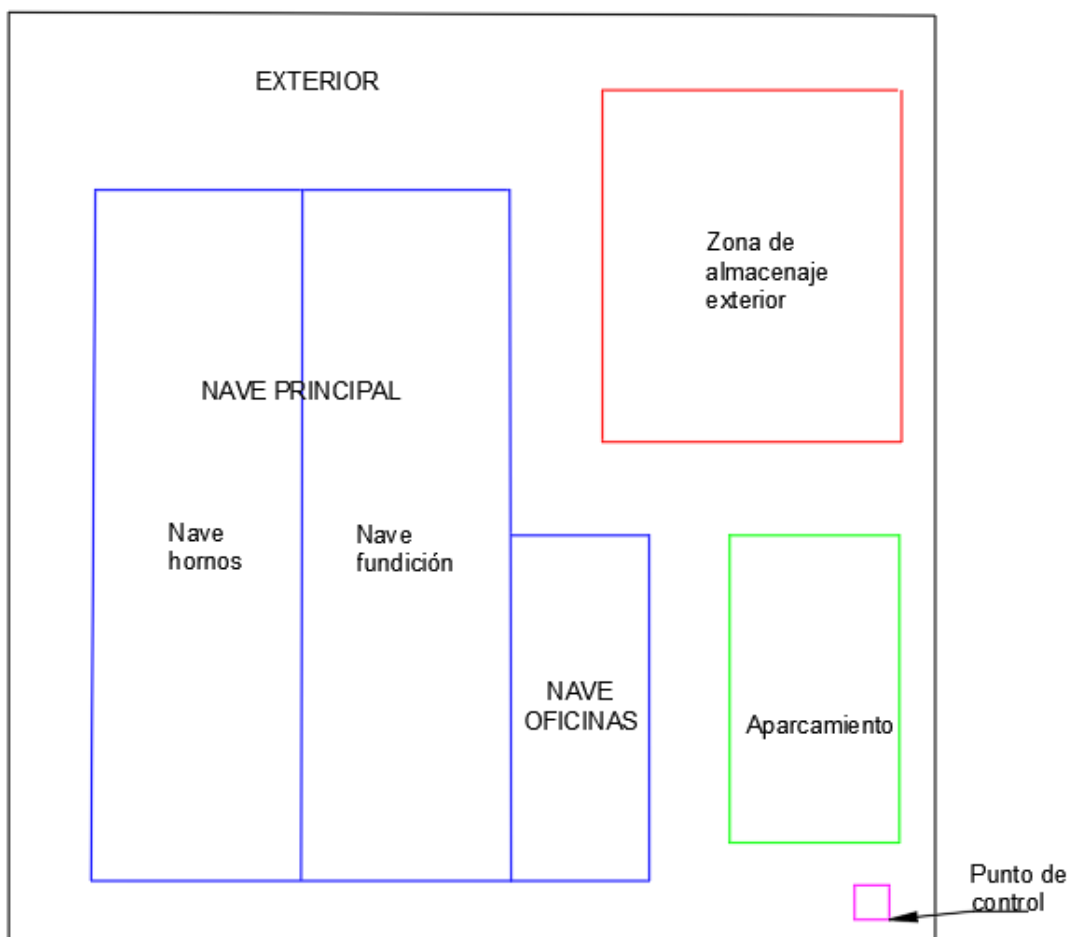 EXTERIOR
Zona de
almacenaje
exterior
NAVE PRINCIPAL
Nave
hornos
Nave
fundición
NAVE
OFICINAS
Aparcamiento
Punto de
control